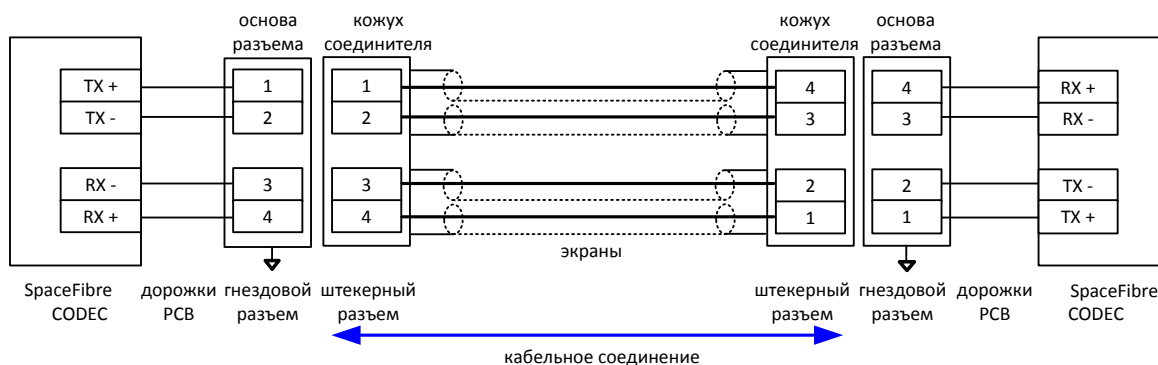 основа
разъема
кожух
соединителя
кожух
соединителя
основа
разъема
TX +
TX -
RX -
RX +
1
2
3
4
1
2
3
4
4
3
2
1
4
3
2
1
RX +
RX -
TX -
TX +
экраны
SpaceFibre
CODEC
дорожки
PCB
гнездовой
разъем
штекерный
разъем
штекерный
разъем
гнездовой
разъем
дорожки
PCB
SpaceFibre
CODEC
кабельное соединение